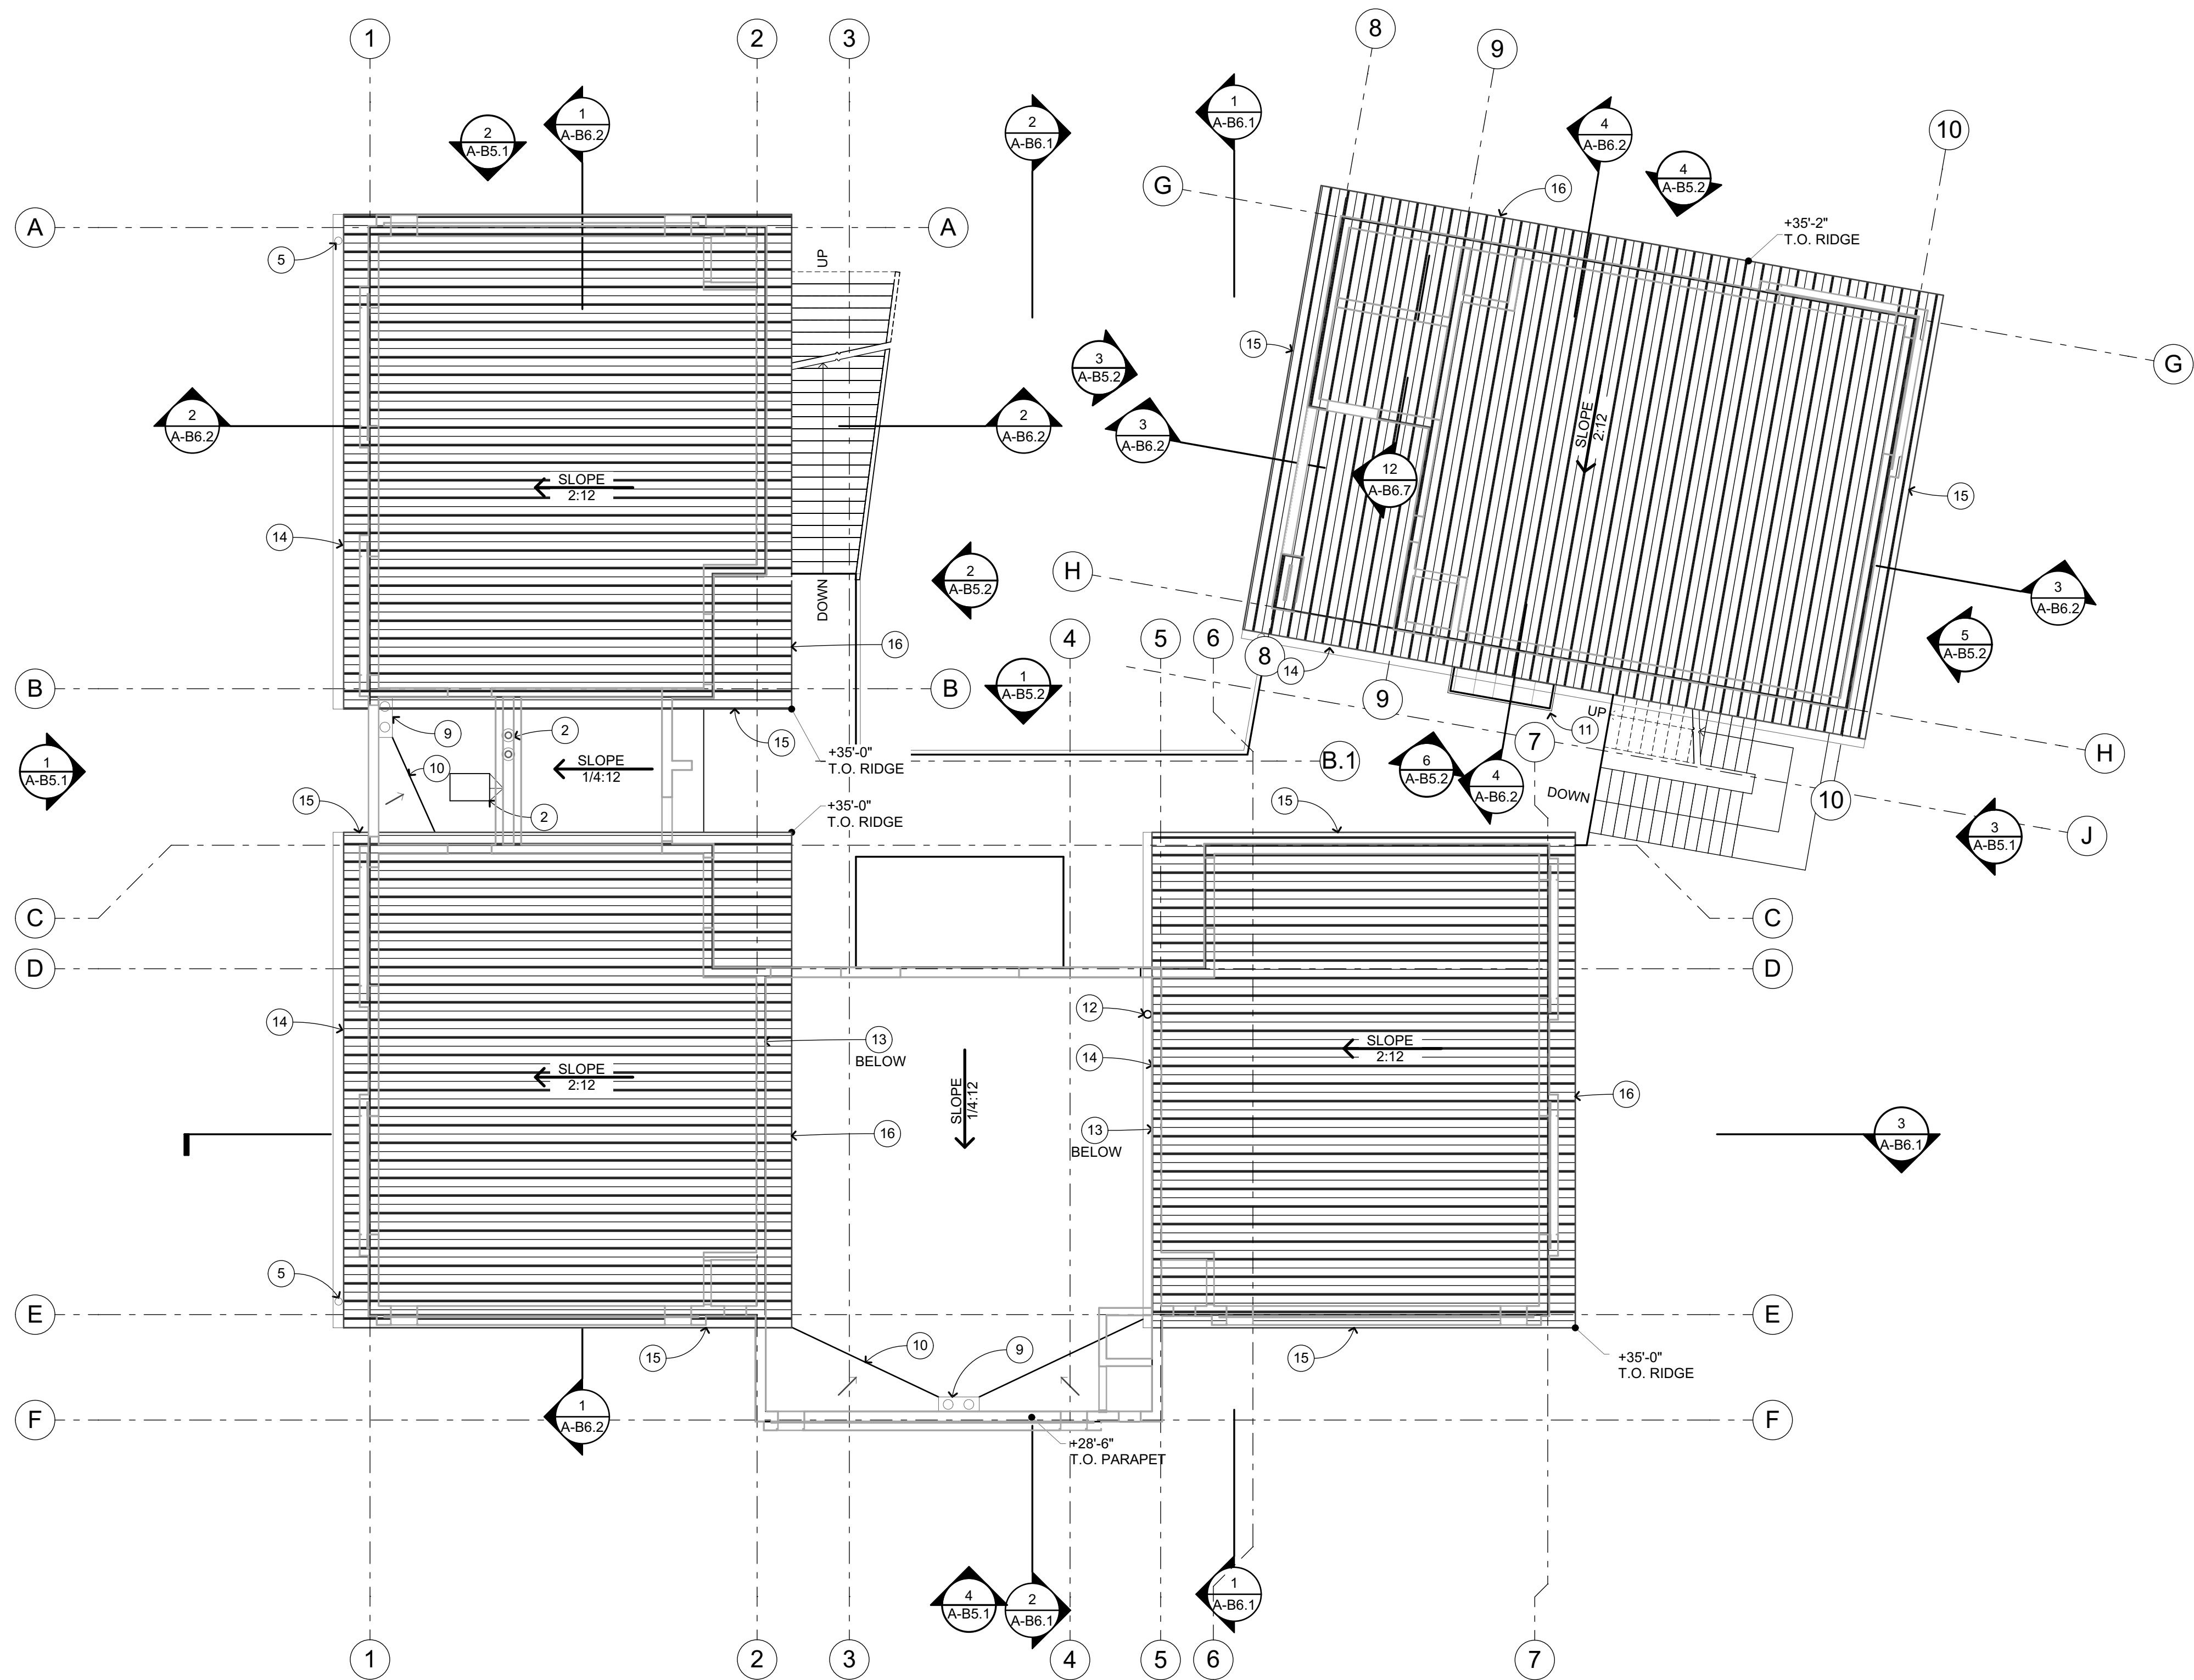 1
2
3
8
9
10
1
A-B6.2
2
A-B5.1
2
A-B6.1
1
A-B6.1
4
A-B6.2
4
A-B5.2
G
16
+35'-2"
T.O. RIDGE
A
A
5
UP
15
3
A-B5.2
G
2
A-B6.2
2
A-B6.2
3
A-B6.2
SLOPE
2:12
12
A-B6.7
15
SLOPE
2:12
14
2
A-B5.2
H
DOWN
3
A-B6.2
16
4
5
6
5
A-B5.2
8
14
B
B
1
A-B5.2
9
9
2
15
11
UP
7
H
+35'-0"
T.O. RIDGE
B.1
1
A-B5.1
10
SLOPE
1/4:12
6
A-B5.2
4
A-B6.2
DOWN
10
15
2
+35'-0"
T.O. RIDGE
15
3
A-B5.1
J
C
C
D
D
14
12
13
BELOW
SLOPE
2:12
14
SLOPE
2:12
SLOPE
1/4:12
16
16
13
BELOW
3
A-B6.1
5
E
E
15
10
9
15
+35'-0"
T.O. RIDGE
1
A-B6.2
F
F
+28'-6"
T.O. PARAPET
4
A-B5.1
2
A-B6.1
1
A-B6.1
1
2
3
4
5
6
7